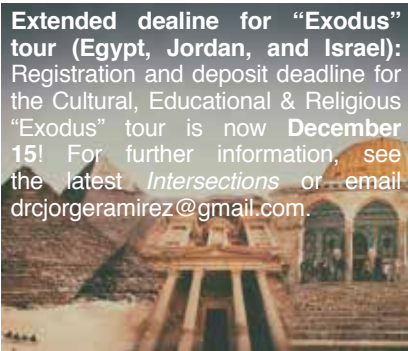 Extended dealine for “Exodus”
tour (Egypt, Jordan, and Israel):
Registration and deposit deadline for
the Cultural, Educational & Religious
“Exodus” tour is now December
15! For further information, see
the latest Intersections or email
drcjorgeramirez@gmail.com.